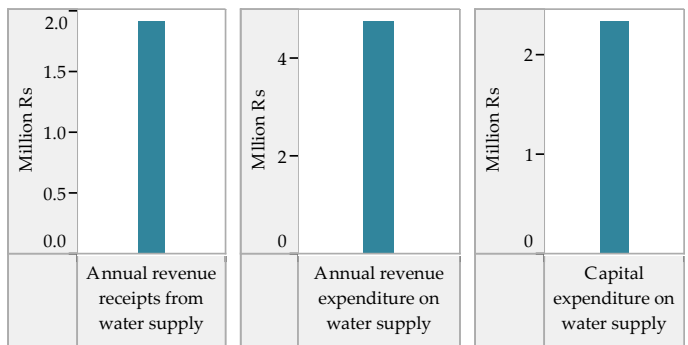 Million Rs
2.0
1.5
1.0
0.5
0.0
Annual revenue
receipts from
water supply
Mllion Rs
4
2
0
Annual revenue
expenditure on
water supply
Million Rs
2
1
0
Capital
expenditure on
water supply